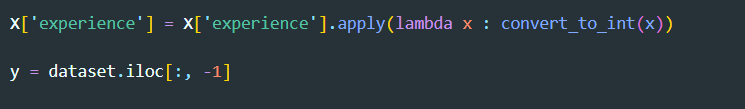 X['experience'] = X['experience'].apply(lambda x : convert_to_int(x))
y = dataset.iloc[:, -1]